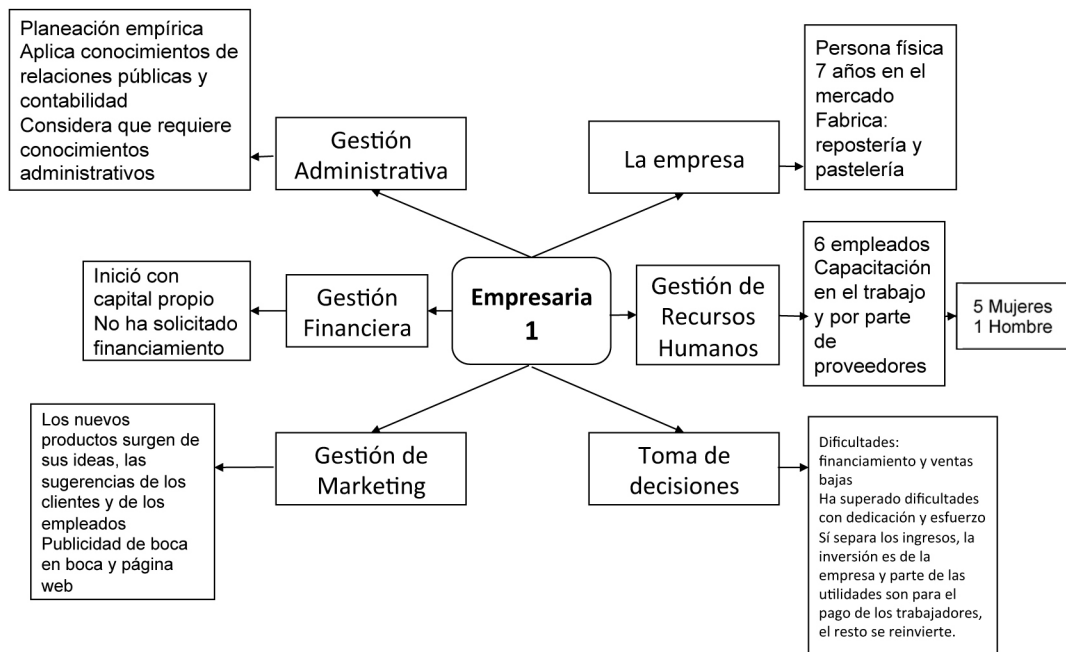 Planeación empírica
Aplica conocimientos de
relaciones públicas y
contabilidad
Considera que requiere
conocimientos
administrativos
Gestión
Administrativa
La empresa
Persona física
7 años en el
mercado
Fabrica:
repostería y
pastelería
Inició con
capital propio
No ha solicitado
financiamiento
Gestión
Financiera
Empresaria
1
Gestión de
Recursos
Humanos
6 empleados
Capacitación
en el trabajo
y por parte
de
proveedores
5 Mujeres
1 Hombre
Los nuevos
productos surgen de
sus ideas, las
sugerencias de los
clientes y de los
empleados
Publicidad de boca
en boca y página
web
Gestión de
Marketing
Toma de
decisiones
Dificultades:
financiamiento y ventas
bajas
Ha superado dificultades
con dedicación y esfuerzo
Sí separa los ingresos, la
inversión es de la
empresa y parte de las
utilidades son para el
pago de los trabajadores,
el resto se reinvierte.